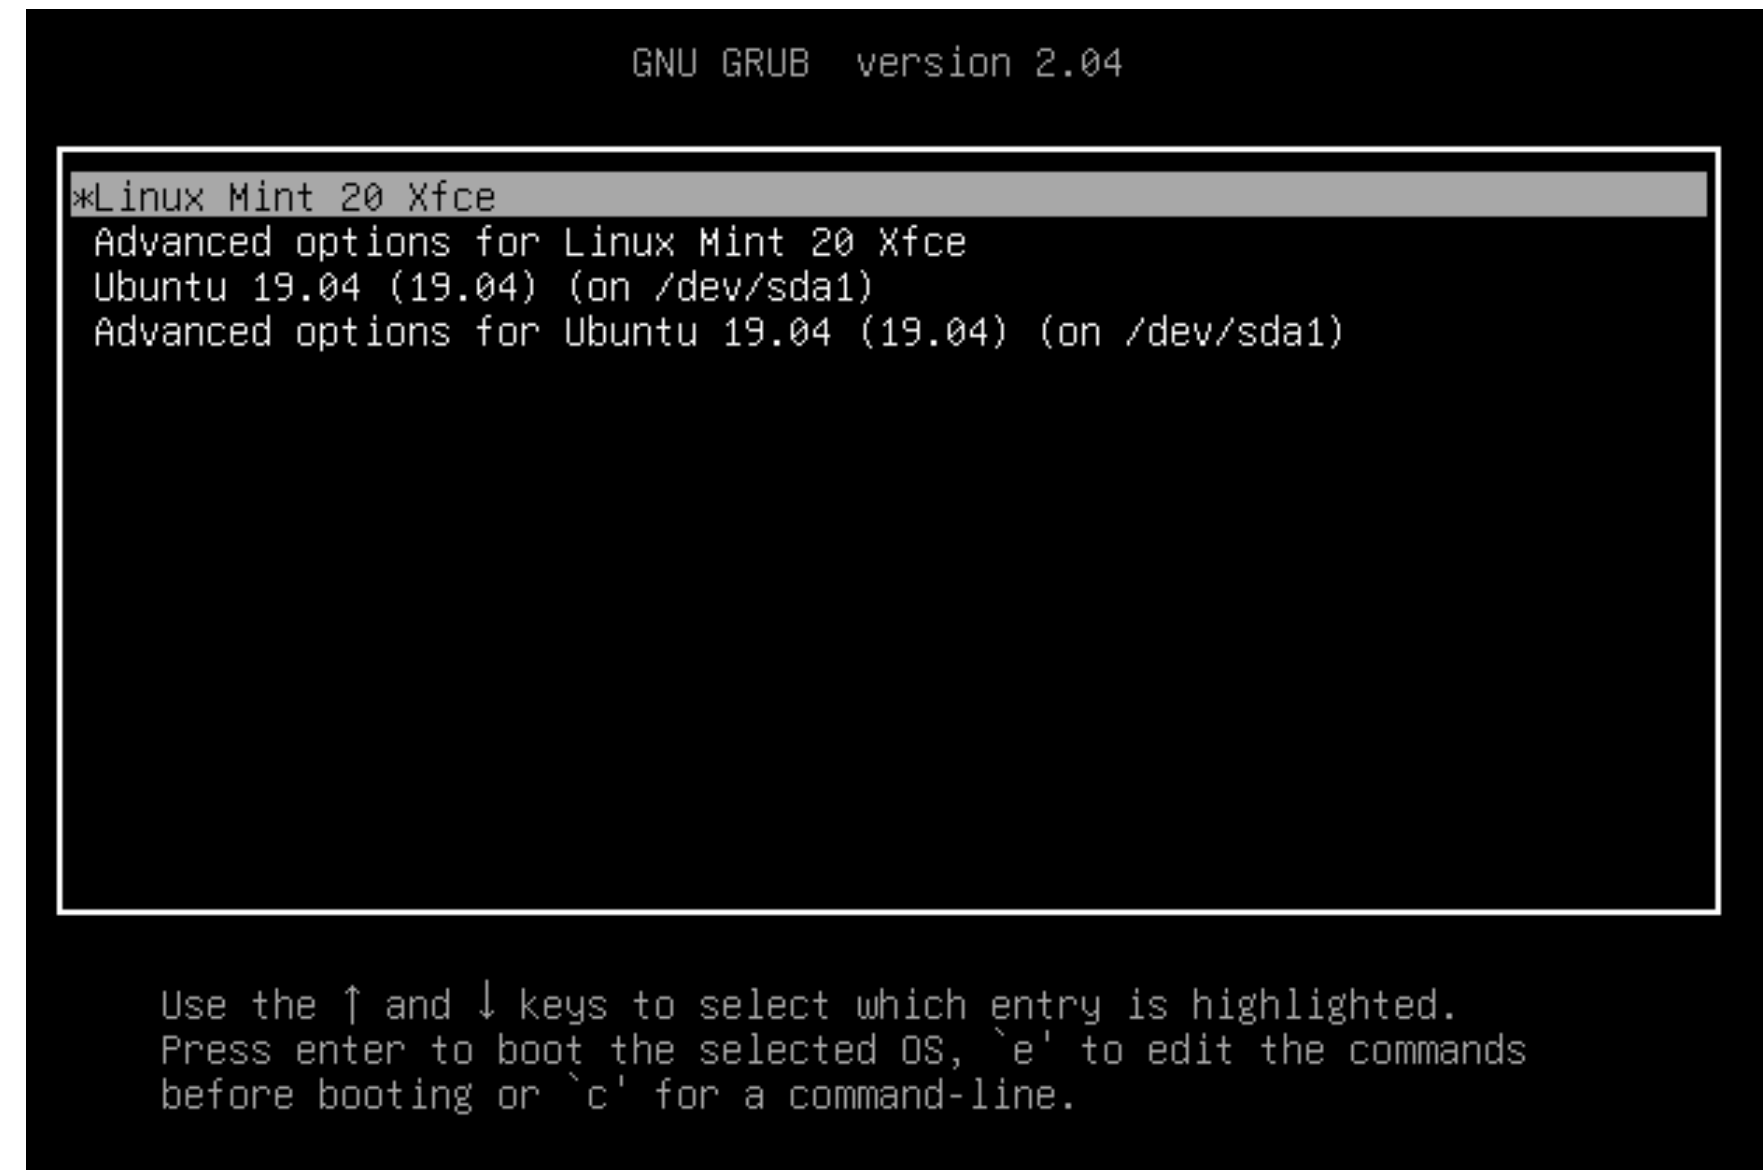 GNU GRUB  version 2.04
*Linux Mint 20 Xfce
Advanced options for Linux Mint 20 Xfce
Ubuntu 19.04 (19.04) (on /dev/sda1)
Advanced options for Ubuntu 19.04 (19.04) (on /dev/sda1)
Use the ↑ and ↓ keys to select which entry is highlighted.
Press enter to boot the selected OS, `e' to edit the commands
before booting or `c' for a command-line.